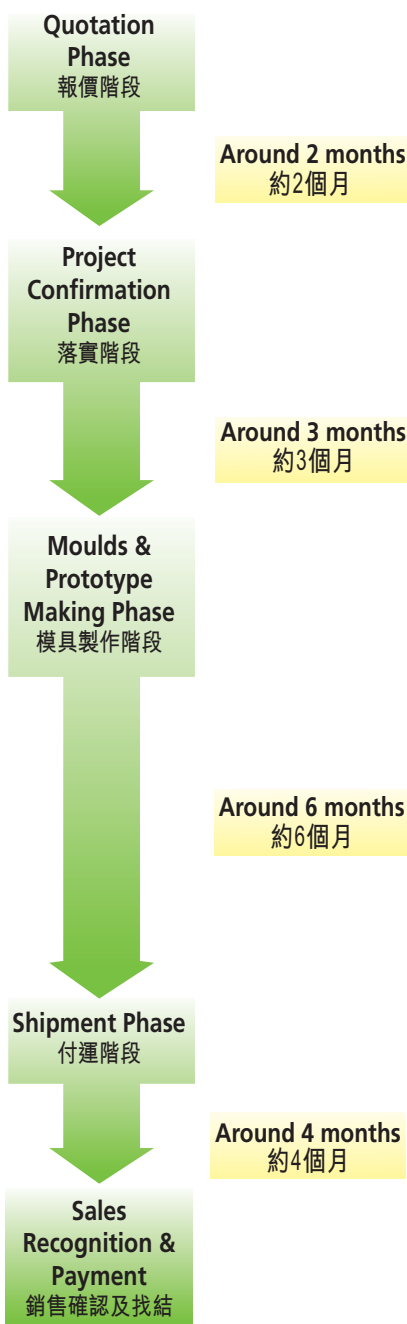 Quotation
Phase
報價階段
Around 2 months
約2個月
Project
Confirmation
Phase
落實階段
Around 3 months
約3個月
Moulds &
Prototype
Making Phase
模具製作階段
Around 6 months
約6個月
Shipment Phase
付運階段
Around 4 months
約4個月
Sales
Recognition &
Payment
銷售確認及找結